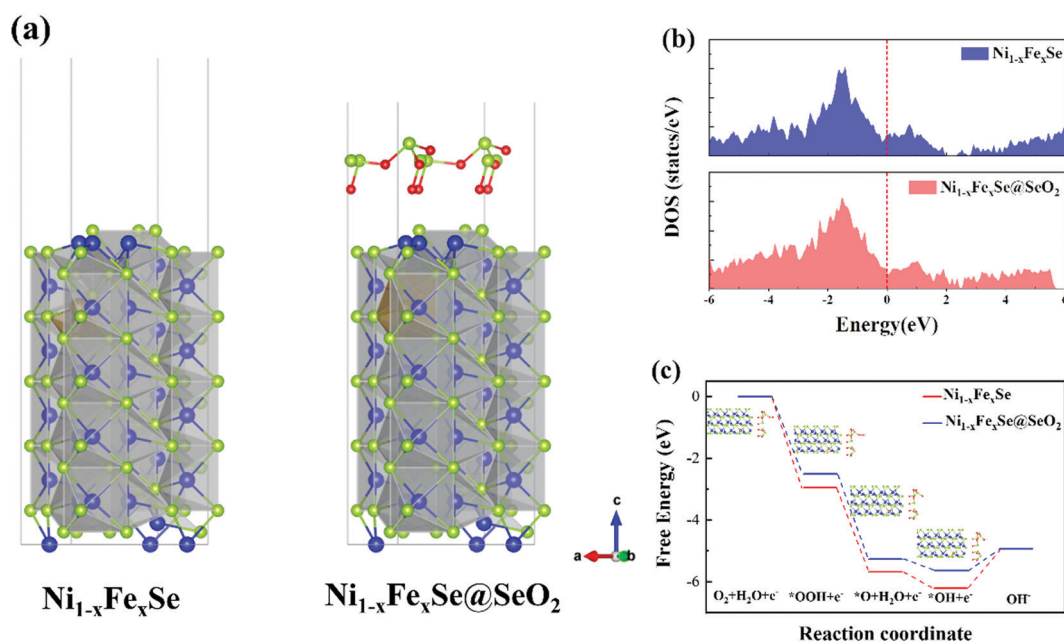 (a)
a
b
c
Ni₁₋ₓFeₓSe
Ni₁₋ₓFeₓSe@SeO₂
(b)
Ni₁₋ₓFeₓSe
Ni₁₋ₓFeₓSe@SeO₂
DOS (states/eV)
-6 -4 -2 0 2 4 6
Energy(eV)
(c)
Ni₁₋ₓFeₓSe
Ni₁₋ₓFeₓSe@SeO₂
Free Energy (eV)
0
-2
-4
-6
O₂+H₂O+e⁻ *OOH+e⁻ *O+H₂O+e⁻ *OH+e⁻ OH⁻
Reaction coordinate